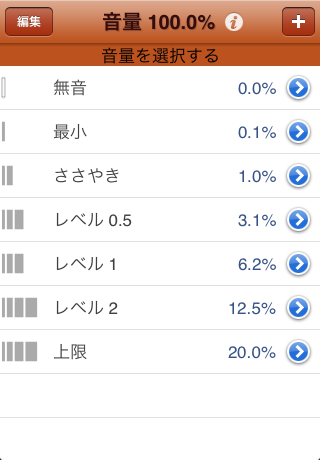 編集
音量 100.0%
音量を選択する
無音 0.0%
最小 0.1%
ささやき 1.0%
レベル 0.5 3.1%
レベル 1 6.2%
レベル 2 12.5%
上限 20.0%